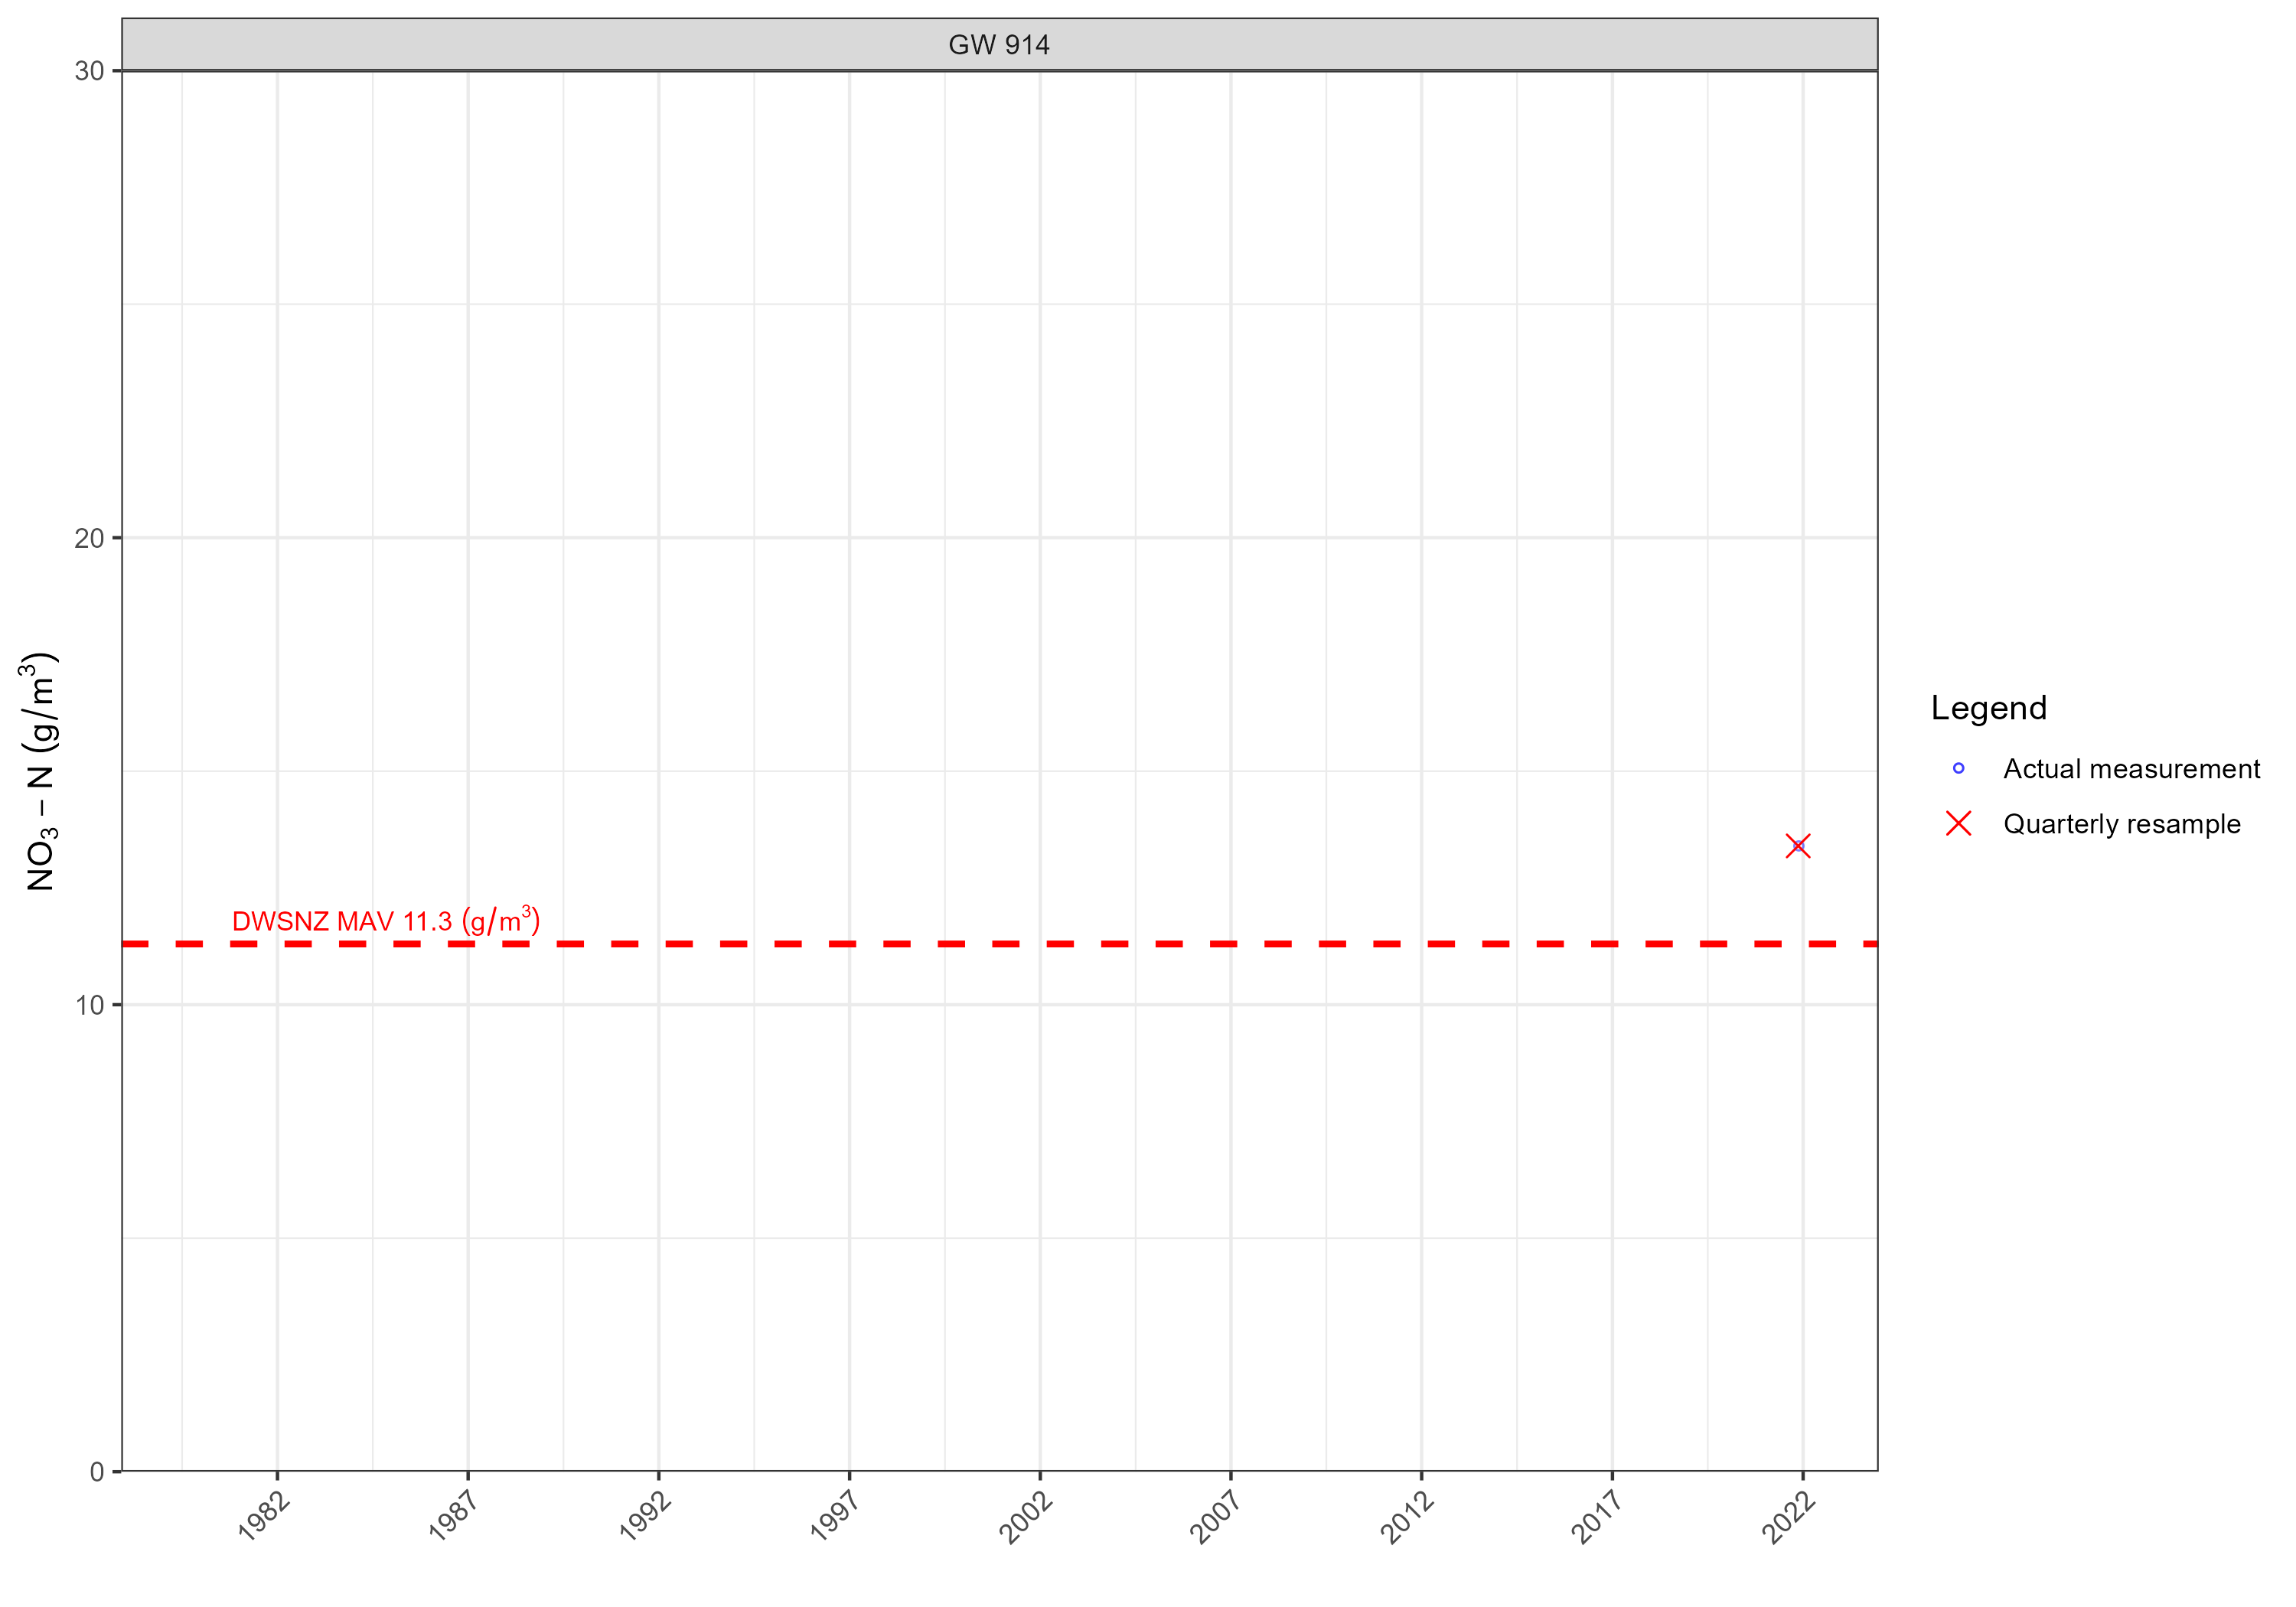 GW 914
30
20
10
0
NO₃ – N (g/m³)
DWSNZ MAV 11.3 (g/m³)
1982
1987
1992
1997
2002
2007
2012
2017
2022
Legend
Actual measurement
Quarterly resample